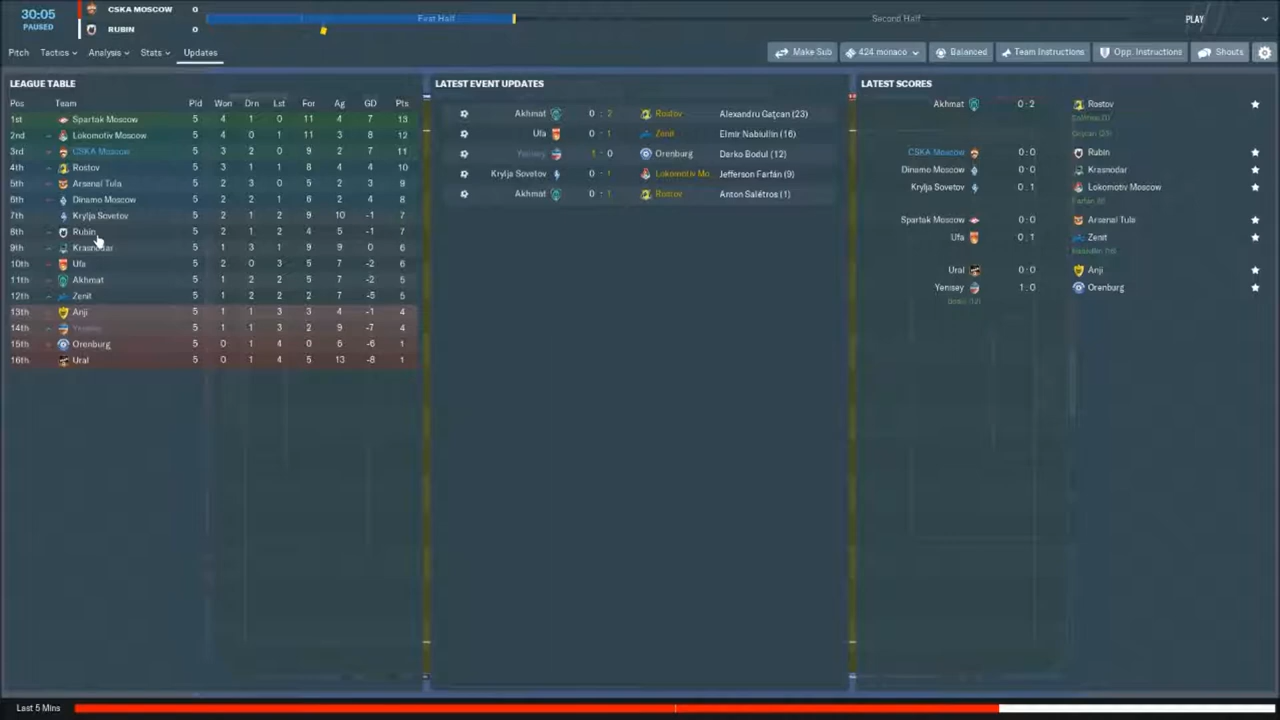 30:05
PAUSED
CSKA MOSCOW 0
RUBIN 0
First Half
Second Half
PLAY
Pitch Tactics Analysis Stats Updates
Make Sub 424 monaco Balanced Team Instructions Opp. Instructions Shouts
LEAGUE TABLE
Pos Team Pld Won Drn Lst For Ag GD Pts
1st Spartak Moscow 5 4 1 0 11 4 7 13
2nd Lokomotiv Moscow 5 4 0 1 11 3 8 12
3rd CSKA Moscow 5 3 2 0 9 2 7 11
4th Rostov 5 3 1 1 8 4 4 10
5th Arsenal Tula 5 2 3 0 5 2 3 9
6th Dinamo Moscow 5 2 2 1 6 2 4 8
7th Krylja Sovetov 5 2 1 2 9 10 -1 7
8th Rubin 5 2 1 2 4 5 -1 7
9th Krasnodar 5 1 3 1 9 9 0 6
10th Ufa 5 2 0 3 5 7 -2 6
11th Akhmat 5 1 2 2 5 7 -2 5
12th Zenit 5 1 2 2 2 7 -5 5
13th Anji 5 1 1 3 3 4 -1 4
14th Yenisey 5 1 1 3 2 9 -7 4
15th Orenburg 5 0 1 4 0 6 -6 1
16th Ural 5 0 1 4 5 13 -8 1
LATEST EVENT UPDATES
Akhmat 0 : 2 Rostov Alexandru Gațcan (23)
Ufa 0 : 1 Zenit Elmir Nabiullin (16)
Yenisey 1 - 0 Orenburg Darko Bodul (12)
Krylja Sovetov 0 : 1 Lokomotiv Mo... Jefferson Farfán (9)
Akhmat 0 : 1 Rostov Anton Salétros (1)
LATEST SCORES
Akhmat 0:2 Rostov
Salétros (1)
Gațcan (23)
CSKA Moscow 0:0 Rubin
Dinamo Moscow 0:0 Krasnodar
Krylja Sovetov 0:1 Lokomotiv Moscow
Farfán (9)
Spartak Moscow 0:0 Arsenal Tula
Ufa 0:1 Zenit
Nabiullin (16)
Ural 0:0 Anji
Yenisey 1:0 Orenburg
Bodul (12)
Last 5 Mins